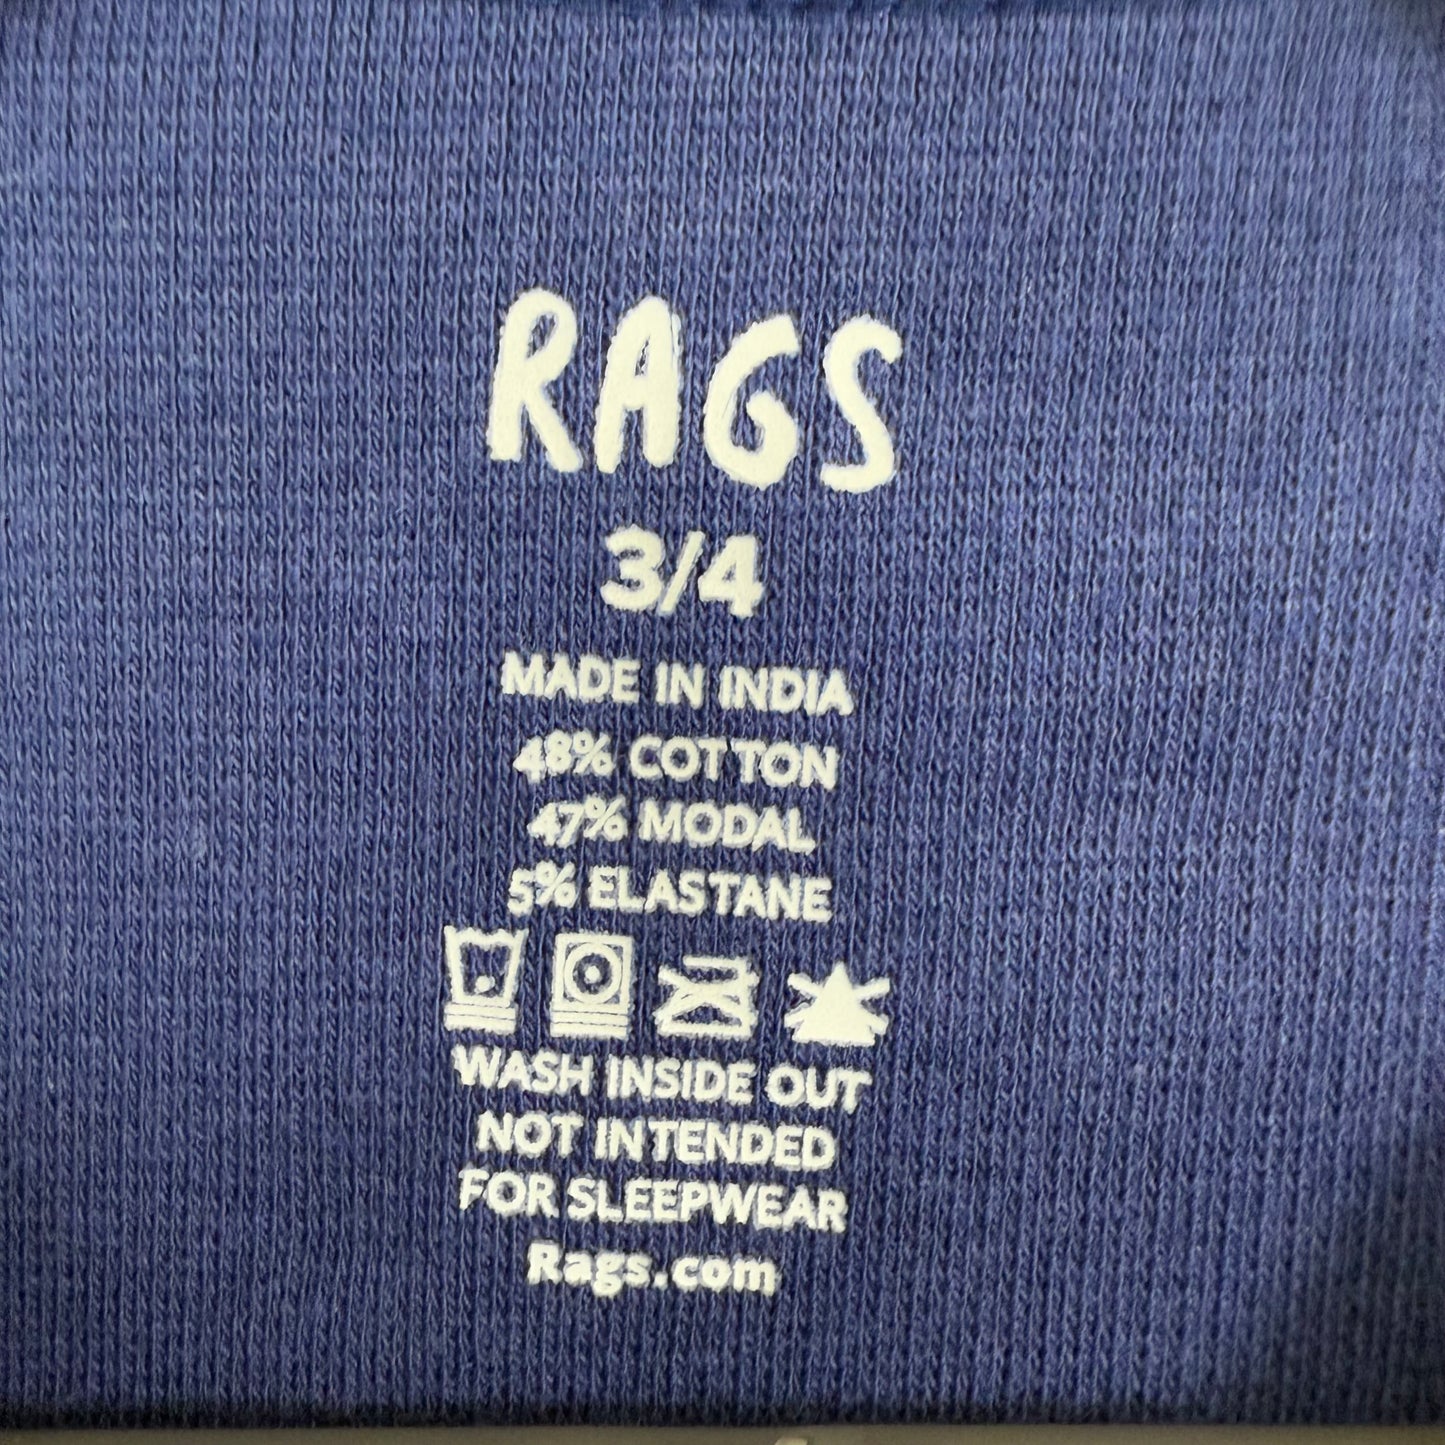 RAGS
3/4
MADE IN INDIA
48% COTTON
47% MODAL
5% ELASTANE
WASH INSIDE OUT
NOT INTENDED
FOR SLEEPWEAR
Rags.com